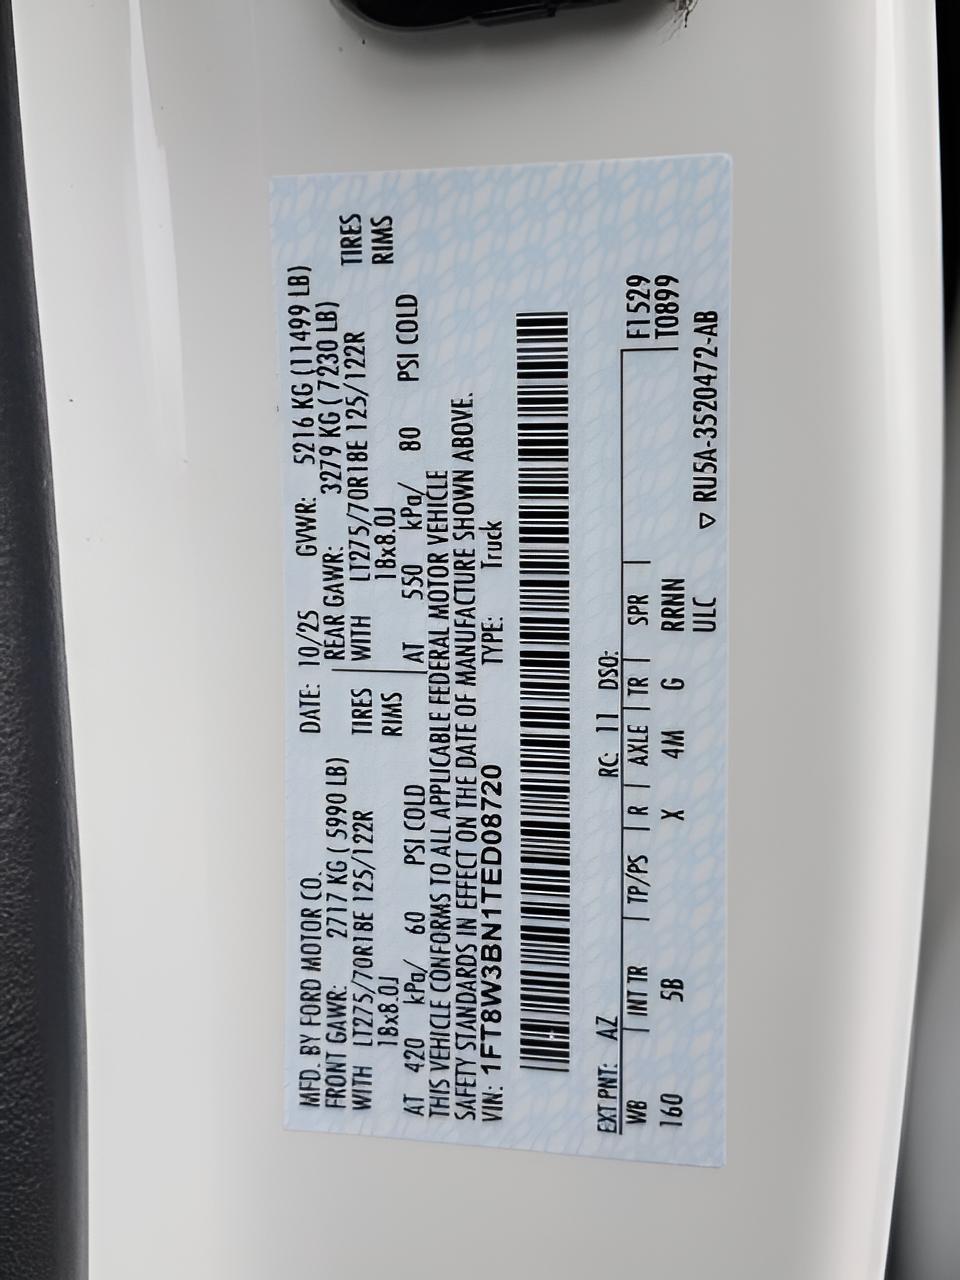 MFD. BY FORD MOTOR CO. DATE: 10/25 GVWR: 5216 KG (11499 LB)
FRONT GAWR: 2717 KG ( 5990 LB) REAR GAWR: 3279 KG ( 7230 LB)
WITH LT275/70R18E 125/122R TIRES WITH LT275/70R18E 125/122R TIRES
18x8.0J RIMS 18x8.0J RIMS
AT 420 kPa/ 60 PSI COLD AT 550 kPa/ 80 PSI COLD
THIS VEHICLE CONFORMS TO ALL APPLICABLE FEDERAL MOTOR VEHICLE
SAFETY STANDARDS IN EFFECT ON THE DATE OF MANUFACTURE SHOWN ABOVE.
VIN: 1FT8W3BN1TED08720 TYPE: Truck
EXT PNT: AZ RC: 11 DSO:
WB INT TR TP/PS R AXLE TR SPR F1529
160 5B X 4M G RRNN T0899
ULC ▽ RU5A-3520472-AB